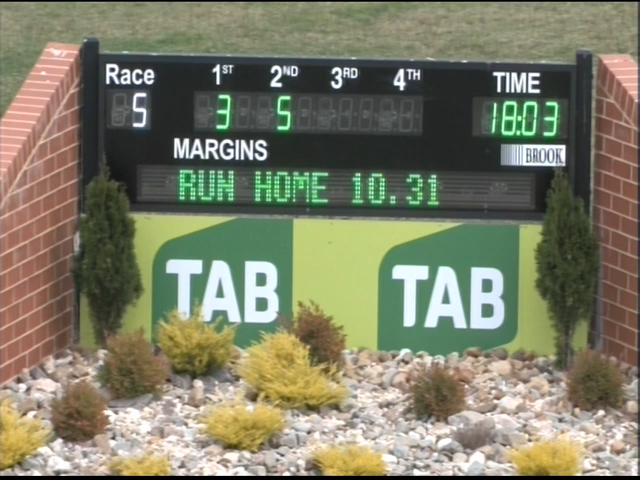 Race 1ST 2ND 3RD 4TH TIME
5 3 5 18:03
MARGINS BROOK
RUN HOME 10.31
TAB TAB